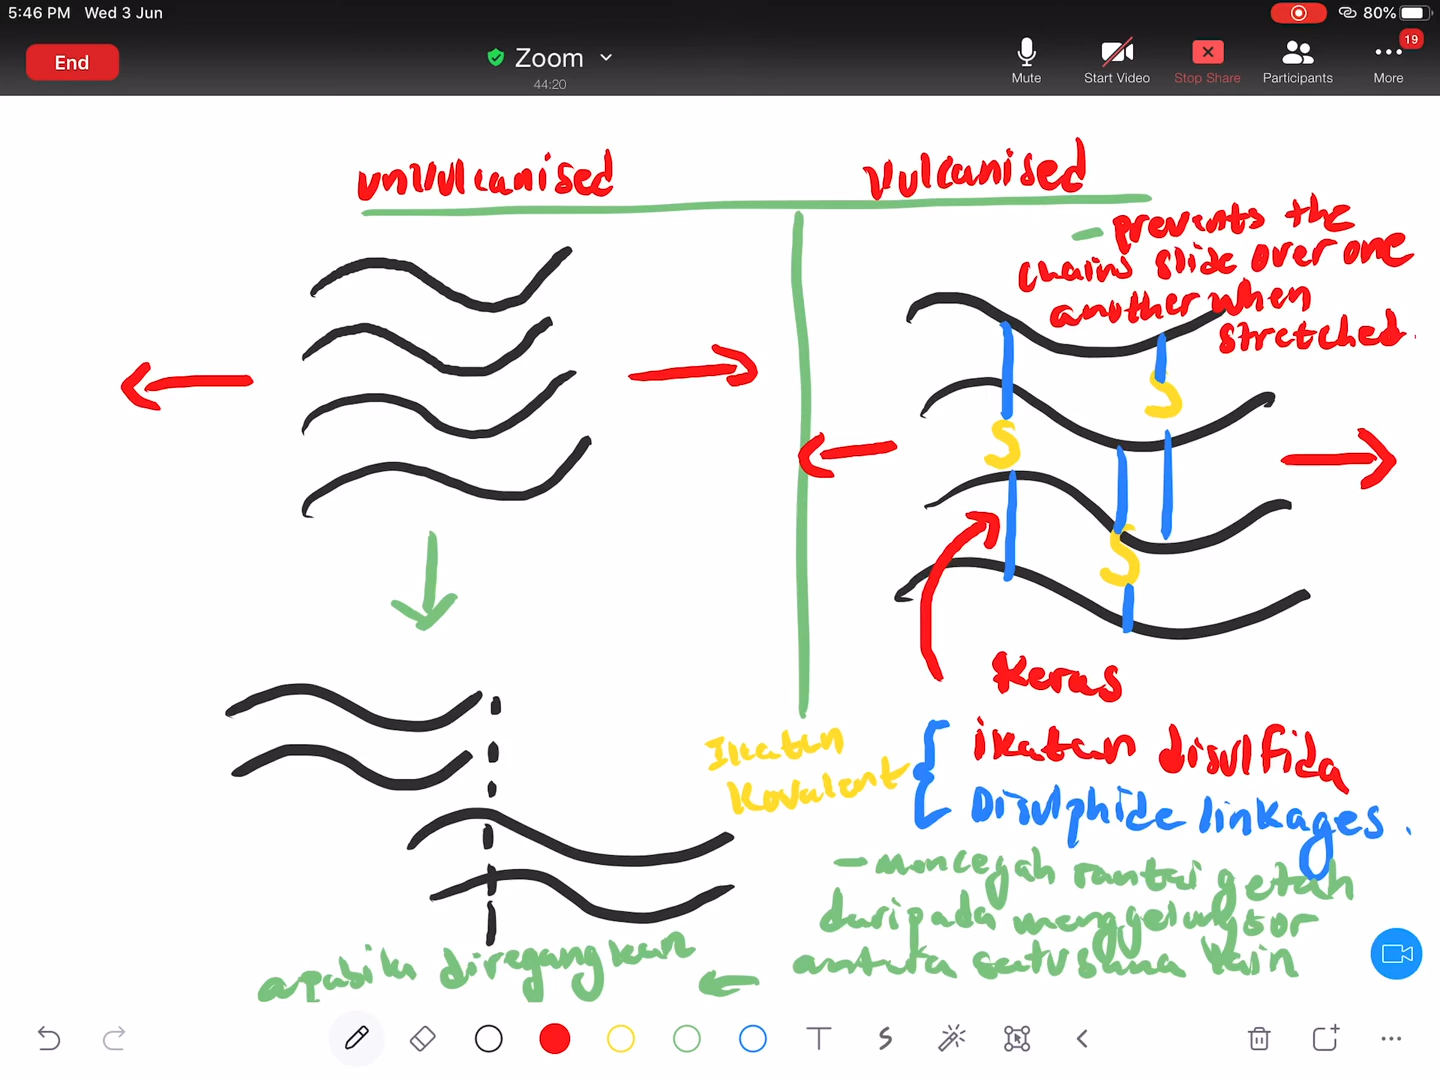 5:46 PM Wed 3 Jun
80%
End
Zoom
44:20
Mute
Start Video
Stop Share
Participants
More
19
unVulcanised
Vulcanised
- prevents the
chains slide over one
another when
stretched.
S
S
S
Keras
Ikatan
Kovalent
ikatan disulfida
Disulphide linkages.
- mencegah rantai getah
daripada menggelungsor
antara satu sama lain
apabila diregangkan
T